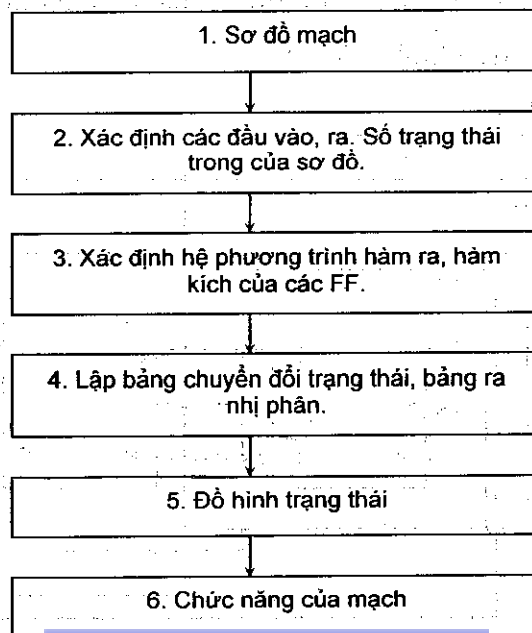 1. Sơ đồ mạch
2. Xác định các đầu vào, ra. Số trạng thái
trong của sơ đồ.
3. Xác định hệ phương trình hàm ra, hàm
kích của các FF.
4. Lập bảng chuyển đổi trạng thái, bảng ra
nhị phân.
5. Đồ hình trạng thái
6. Chức năng của mạch